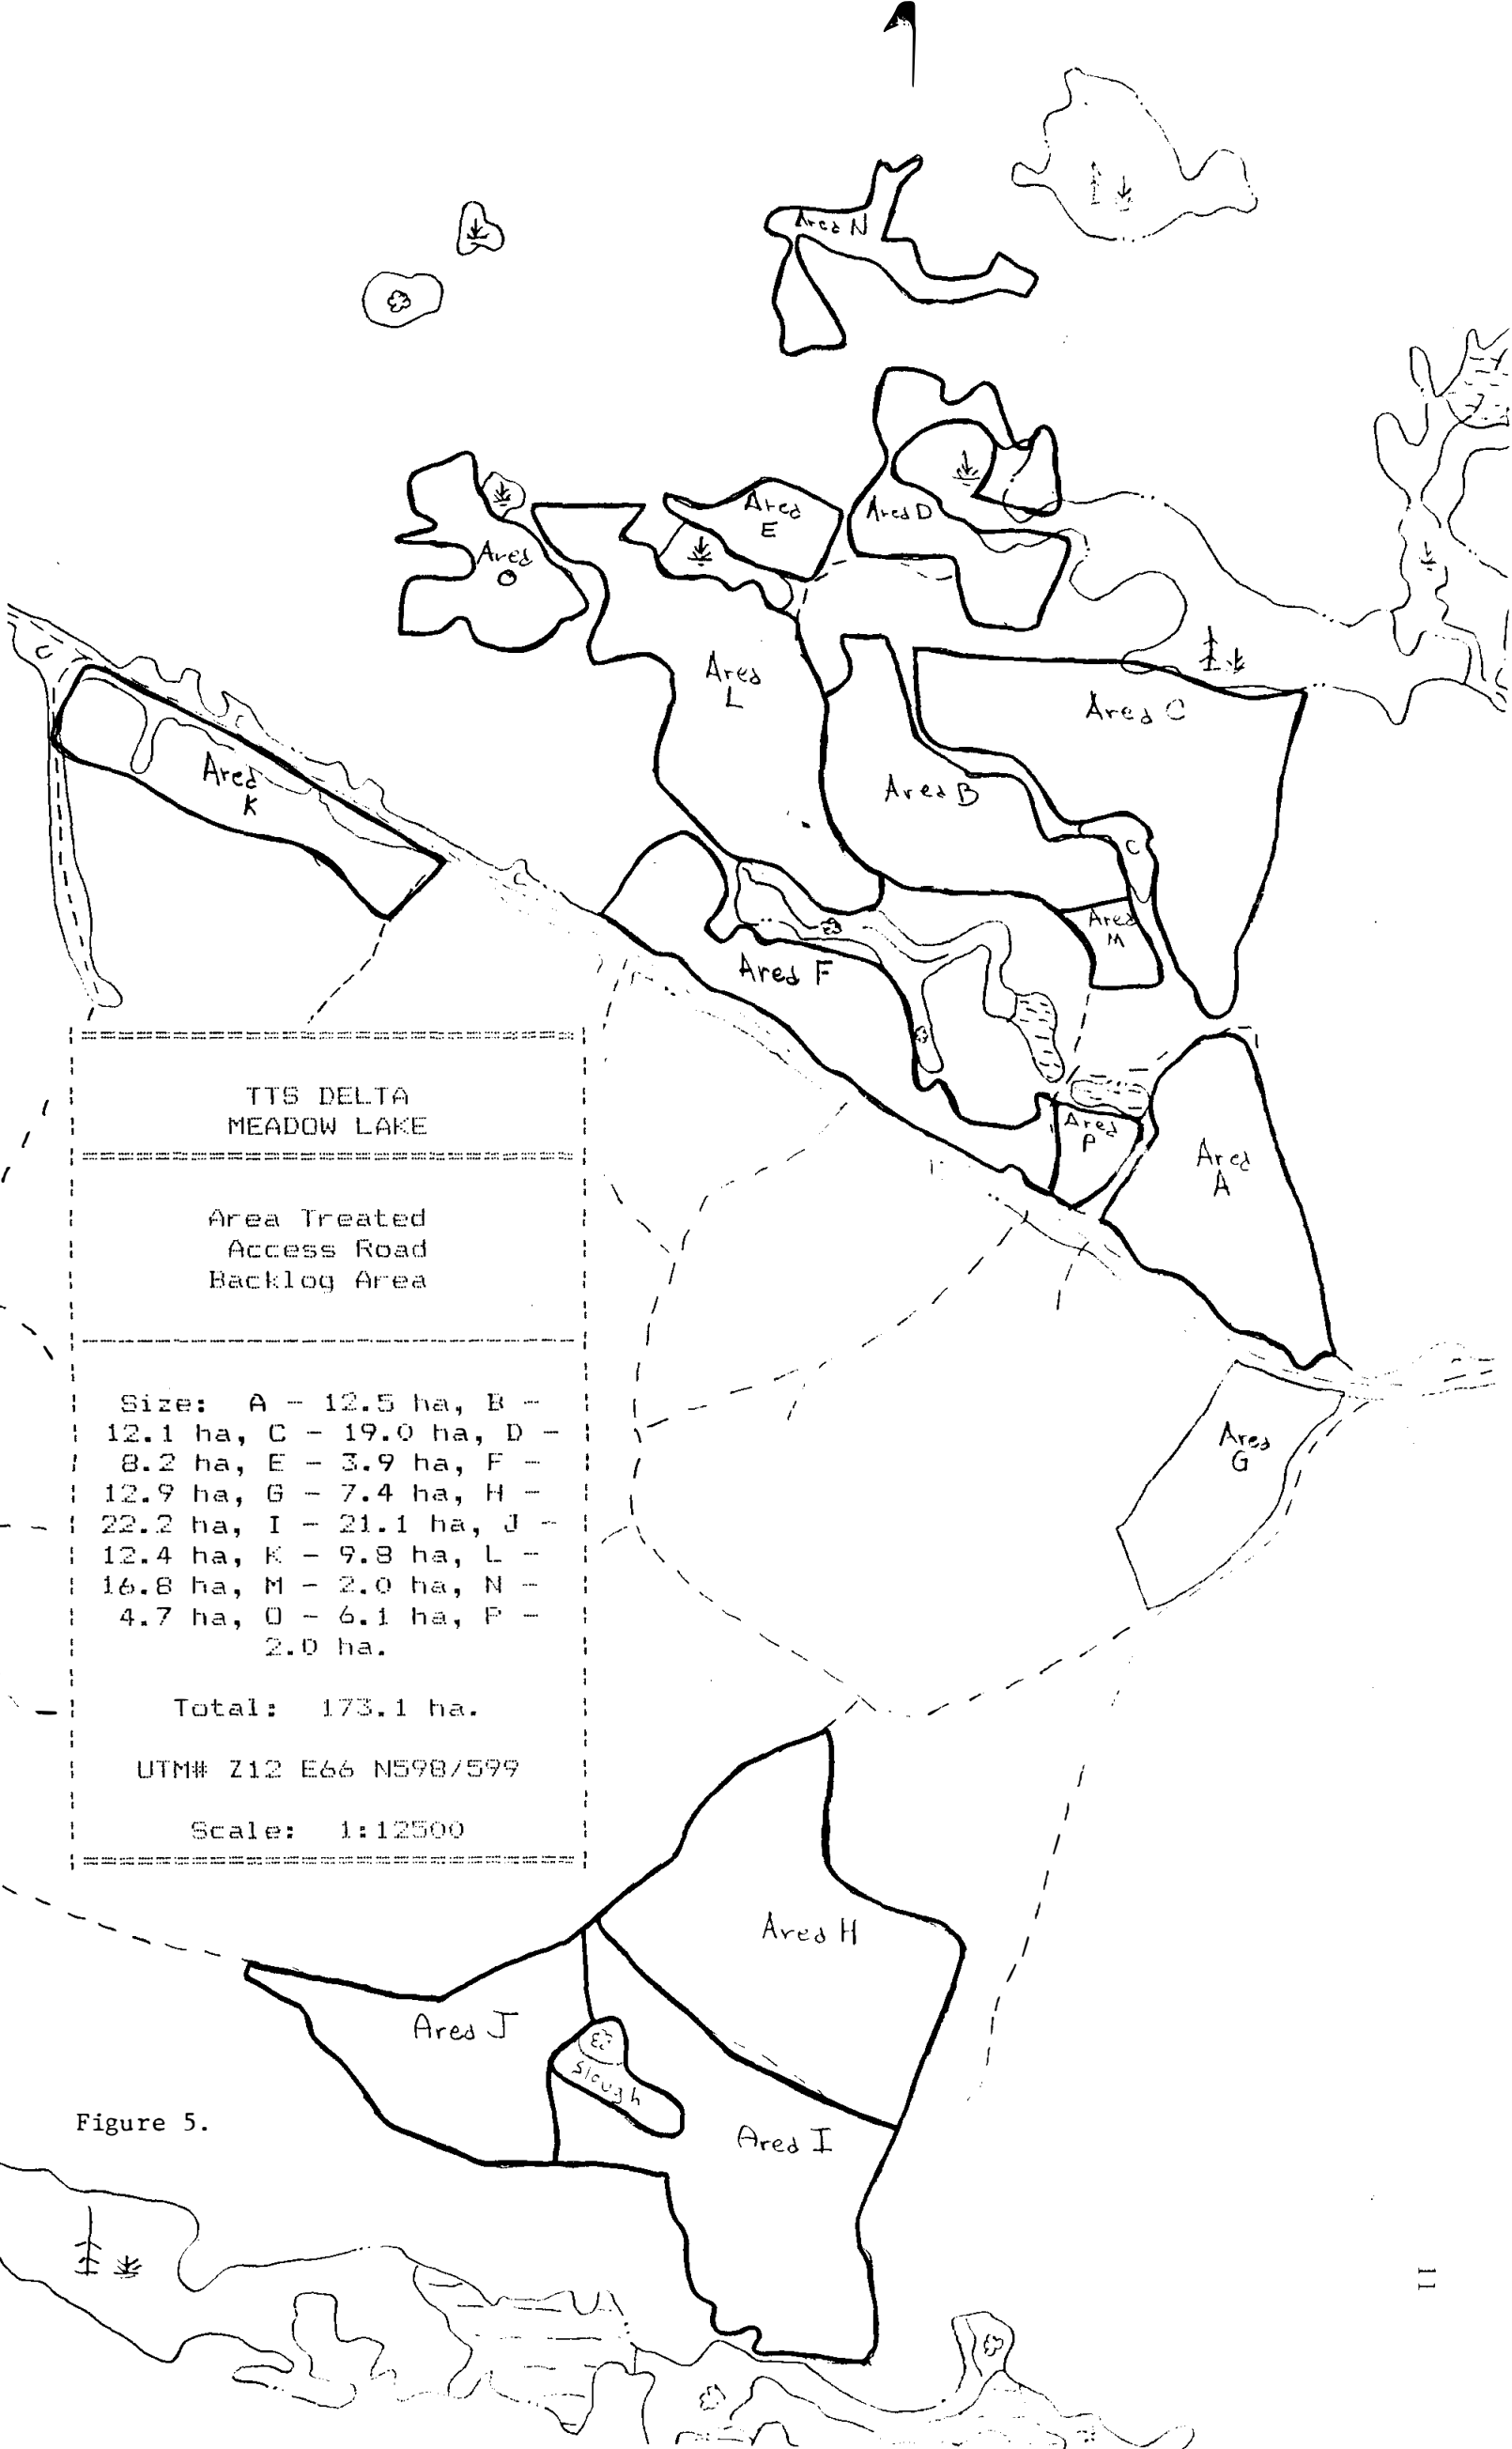 Area N
Area E
Area D
Area O
Area L
Area C
C
Area K
Area B
C
C
C
Area M
Area F
Area P
Area A
TTS DELTA
MEADOW LAKE
Area Treated
Access Road
Backlog Area
Size: A - 12.5 ha, B -
12.1 ha, C - 19.0 ha, D -
8.2 ha, E - 3.9 ha, F -
12.9 ha, G - 7.4 ha, H -
22.2 ha, I - 21.1 ha, J -
12.4 ha, K - 9.8 ha, L -
16.8 ha, M - 2.0 ha, N -
4.7 ha, O - 6.1 ha, P -
2.0 ha.
Total: 173.1 ha.
UTM# Z12 E66 N598/599
Scale: 1:12500
Area G
Area H
Area J
Slough
Area I
Figure 5.
11